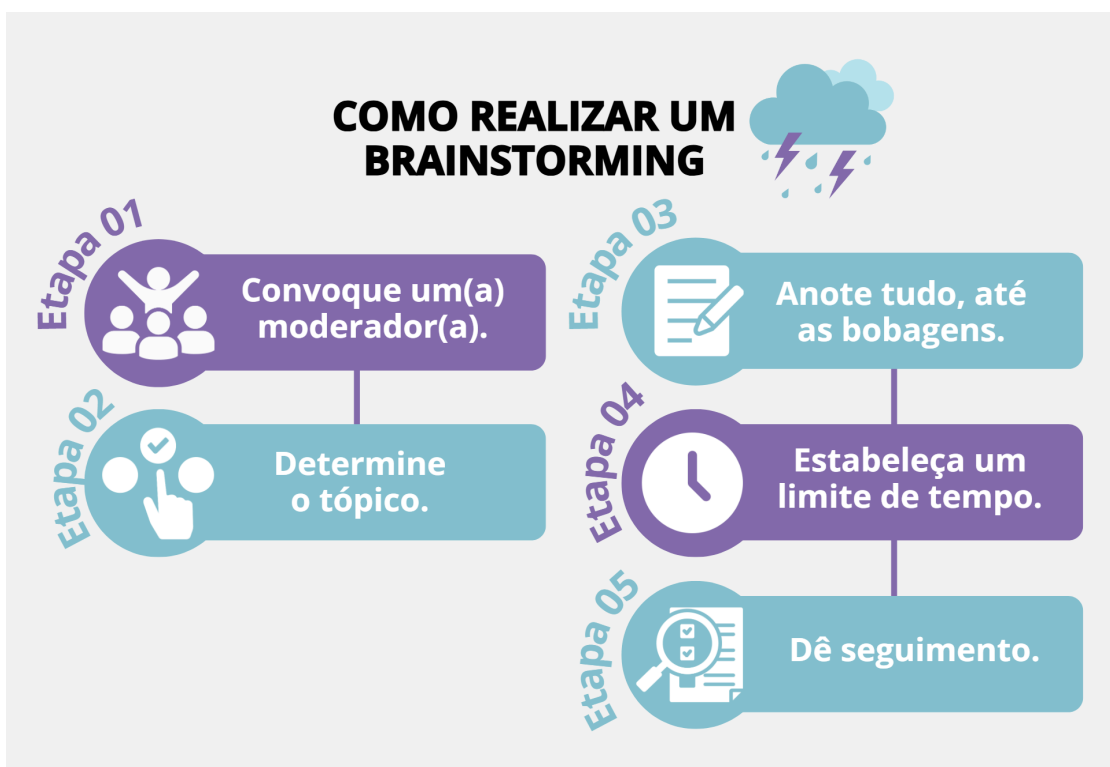 COMO REALIZAR UM
BRAINSTORMING
Etapa 01
Convoque um(a)
moderador(a).
Etapa 02
Determine
o tópico.
Etapa 03
Anote tudo, até
as bobagens.
Etapa 04
Estabeleça um
limite de tempo.
Etapa 05
Dê seguimento.